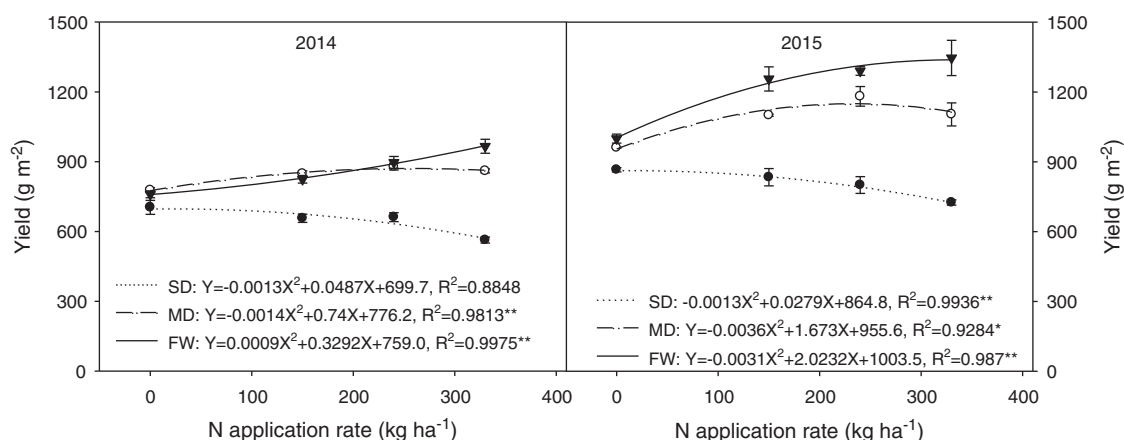 2014
2015
1500
1200
900
600
300
0
Yield (g m-2)
SD: Y=-0.0013X2+0.0487X+699.7, R2=0.8848
MD: Y=-0.0014X2+0.74X+776.2, R2=0.9813**
FW: Y=0.0009X2+0.3292X+759.0, R2=0.9975**
SD: -0.0013X2+0.0279X+864.8, R2=0.9936**
MD: Y=-0.0036X2+1.673X+955.6, R2=0.9284*
FW: Y=-0.0031X2+2.0232X+1003.5, R2=0.987**
1500
1200
900
600
300
0
Yield (g m-2)
0 100 200 300 400
0 100 200 300 400
N application rate (kg ha-1)
N application rate (kg ha-1)